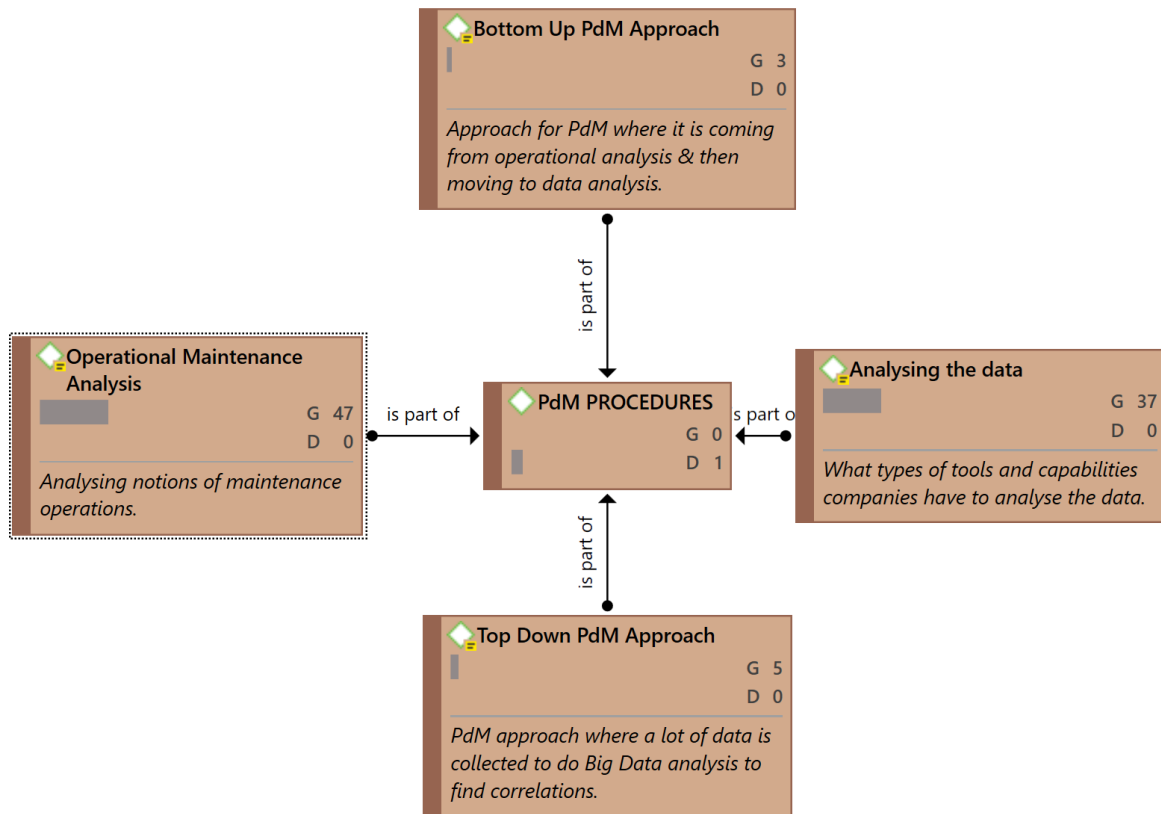 Bottom Up PdM Approach
G 3
D 0
Approach for PdM where it is coming
from operational analysis & then
moving to data analysis.
is part of
Operational Maintenance
Analysis
G 47
D 0
Analysing notions of maintenance
operations.
is part of
PdM PROCEDURES
G 0
D 1
s part o
Analysing the data
G 37
D 0
What types of tools and capabilities
companies have to analyse the data.
is part of
Top Down PdM Approach
G 5
D 0
PdM approach where a lot of data is
collected to do Big Data analysis to
find correlations.